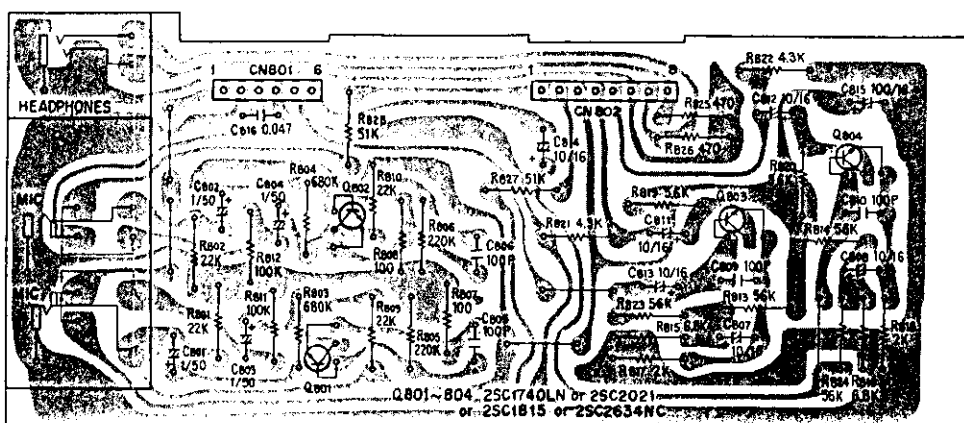 R822 4.3K
C815 100/16
1 CN801 6
1 8
CN802
HEADPHONES
C816 0.047
R828
51K
R825 470
R826 470
C812 10/16
Q804
C814
10/16
R827 51K
R819 5.6K
Q803
MIC
C802
1/50
C804
1/50
R804
680K
Q802
R810
22K
R821 4.3K
C811
10/16
C810 100P
R814 56K
R802
22K
R812
100K
R808
100
R806
220K
C806
100P
C813 10/16
C809 100P
C808 10/16
MIC
R801
22K
R811
100K
R803
680K
R809
22K
R805
220K
R807
100
C805
100P
R823 56K
R813 56K
R815 6.8K
C807
10/16
R817 2K
R818
2K
C801
1/50
C803
1/50
Q801
R824
56K
R816
6.8K
Q801~804 2SC1740LN or 2SC2021
or 2SC1815 or 2SC2634NC